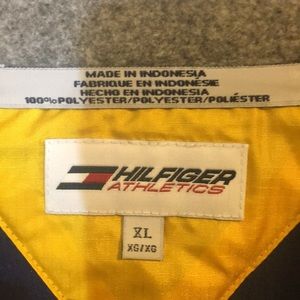 MADE IN INDONESIA
FABRIQUE EN INDONESIE
HECHO EN INDONESIA
100% POLYESTER/POLYESTER/POLIÉSTER
HILFIGER
ATHLETICS
XL
XG/XG